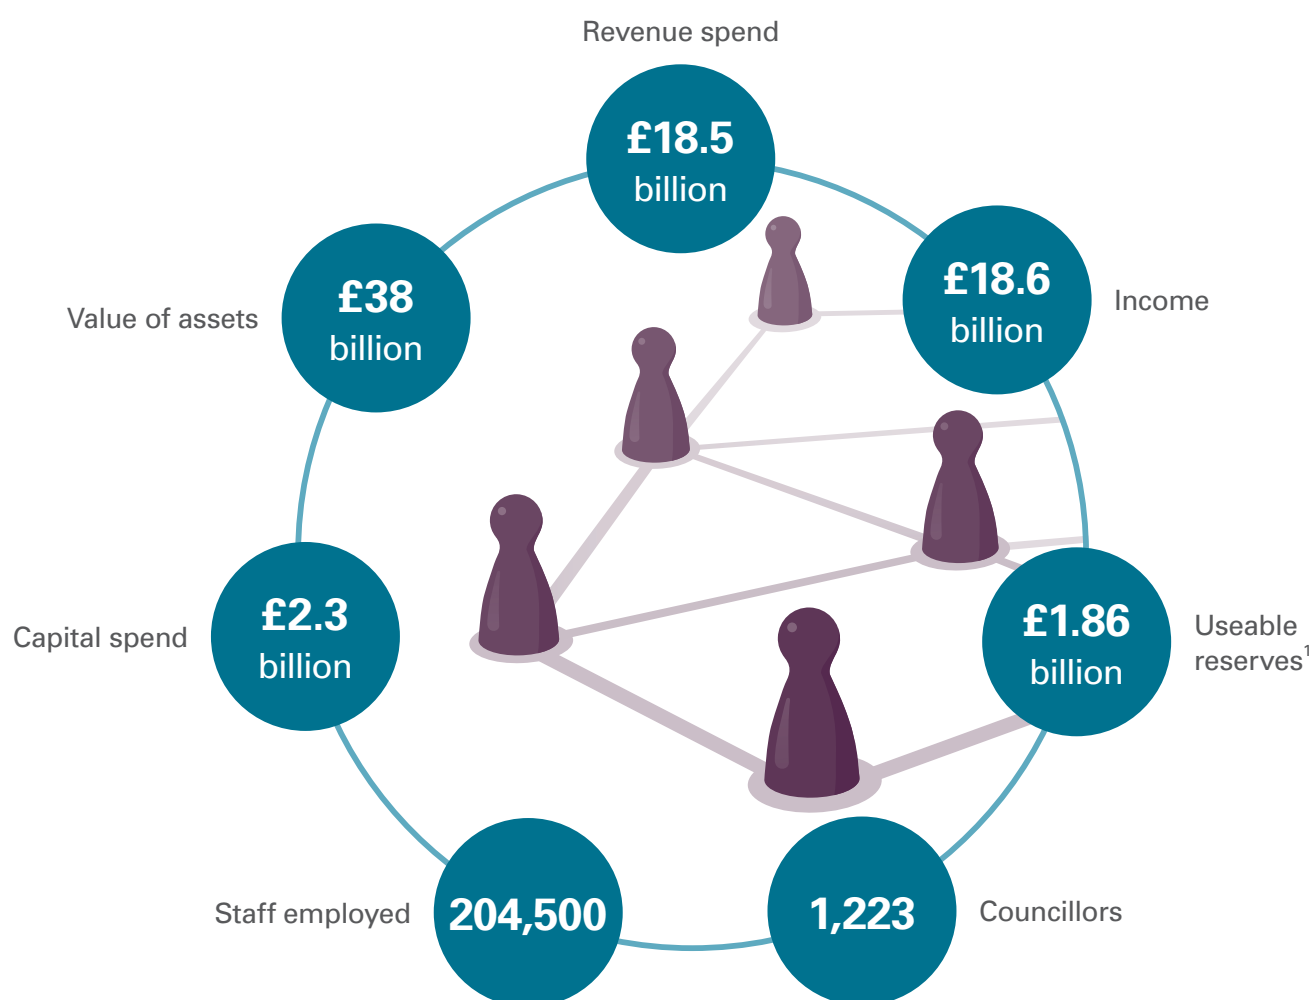 Revenue spend
£18.5
billion
£18.6
billion
Income
£38
billion
Value of assets
£2.3
billion
Capital spend
£1.86
billion
Useable
reserves¹
Staff employed
204,500
1,223
Councillors